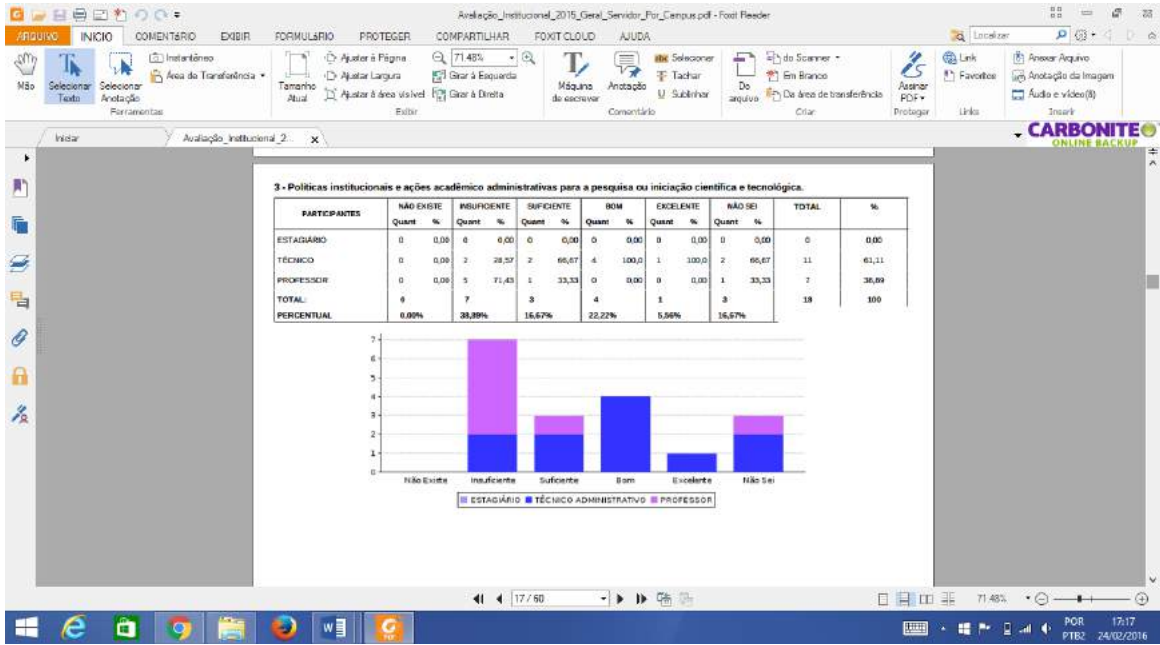 Avaliação_Institucional_2015_Geral_Servidor_Por_Campus.pdf - Foxit Reader
ARQUIVO INICIO COMENTÁRIO EXIBIR FORMULÁRIO PROTEGER COMPARTILHAR FOXIT CLOUD AJUDA Localizar
Mão
Selecionar Texto
Selecionar Anotação
Instantâneo
Área de Transferência
Ferramentas
Tamanho Atual
Ajustar à Página
Ajustar Largura
Ajustar à área visível
71.48%
Girar à Esquerda
Girar à Direita
Exibir
Máquina de escrever
Anotação
abc Selecionar
Tachar
Sublinhar
Comentário
Do arquivo
do Scanner
Em Branco
Da área de transferência
Criar
Assinar PDF
Proteger
Link
Favoritos
Links
Anexar Arquivo
Anotação da Imagem
Áudio e vídeo(8)
Inserir
Iniciar
Avaliação_Institucional_2... x
CARBONITE
ONLINE BACKUP
3 - Políticas institucionais e ações acadêmico administrativas para a pesquisa ou iniciação científica e tecnológica.
PARTICIPANTES NÃO EXISTE INSUFICIENTE SUFICIENTE BOM EXCELENTE NÃO SEI TOTAL %
Quant % Quant % Quant % Quant % Quant % Quant %
ESTAGIÁRIO 0 0,00 0 0,00 0 0,00 0 0,00 0 0,00 0 0,00 0 0,00
TÉCNICO 0 0,00 2 28,57 2 66,67 4 100,0 1 100,0 2 66,67 11 61,11
PROFESSOR 0 0,00 5 71,43 1 33,33 0 0,00 0 0,00 1 33,33 7 38,89
TOTAL: 0 7 3 4 1 3 18 100
PERCENTUAL 0.00% 38,89% 16,67% 22,22% 5,56% 16,67%
7
6
5
4
3
2
1
0
Não Existe Insuficiente Suficiente Bom Excelente Não Sei
ESTAGIÁRIO TÉCNICO ADMINISTRATIVO PROFESSOR
17 / 60
71.48%
POR 17:17
PTB2 24/02/2016